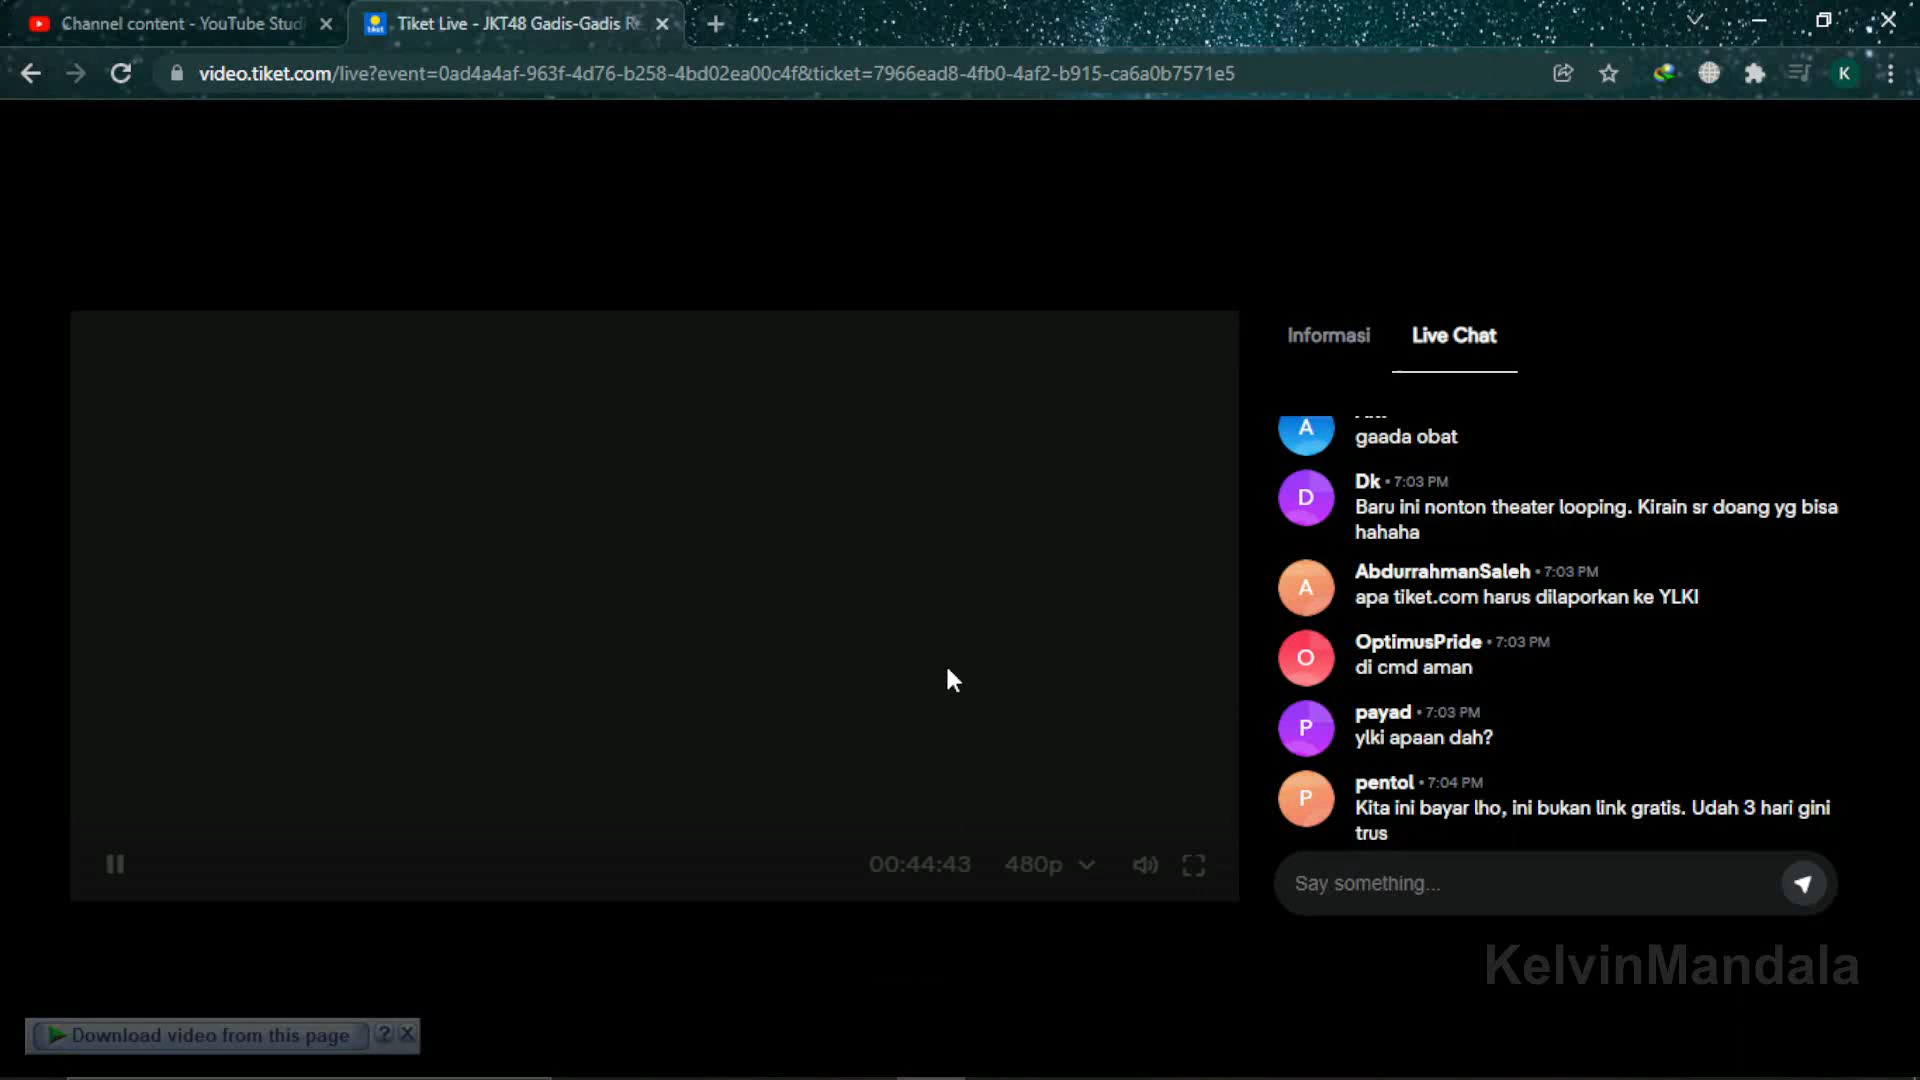 Channel content - YouTube Studi
Tiket Live - JKT48 Gadis-Gadis Re
video.tiket.com/live?event=0ad4a4af-963f-4d76-b258-4bd02ea00c4f&ticket=7966ead8-4fb0-4af2-b915-ca6a0b7571e5
K
Informasi
Live Chat
A
gaada obat
D
Dk • 7:03 PM
Baru ini nonton theater looping. Kirain sr doang yg bisa
hahaha
A
AbdurrahmanSaleh • 7:03 PM
apa tiket.com harus dilaporkan ke YLKI
O
OptimusPride • 7:03 PM
di cmd aman
P
payad • 7:03 PM
ylki apaan dah?
P
pentol • 7:04 PM
Kita ini bayar lho, ini bukan link gratis. Udah 3 hari gini
trus
00:44:43
480p
Say something...
KelvinMandala
Download video from this page
?
X